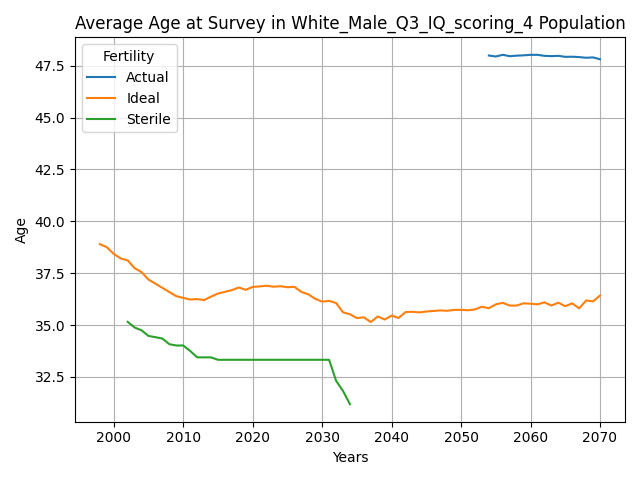 Average Age at Survey in White_Male_Q3_IQ_scoring_4 Population
Fertility
Actual
Ideal
Sterile
Age
47.5
45.0
42.5
40.0
37.5
35.0
32.5
2000 2010 2020 2030 2040 2050 2060 2070
Years